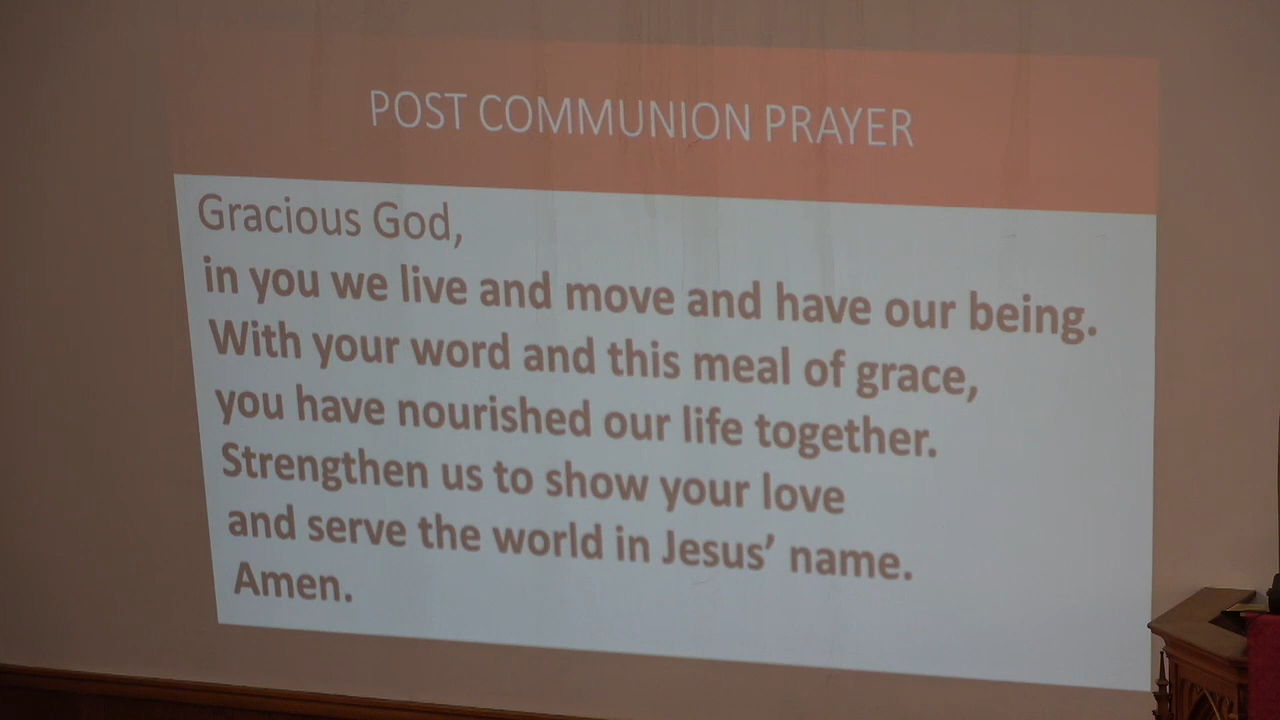 POST COMMUNION PRAYER
Gracious God,
in you we live and move and have our being.
With your word and this meal of grace,
you have nourished our life together.
Strengthen us to show your love
and serve the world in Jesus’ name.
Amen.